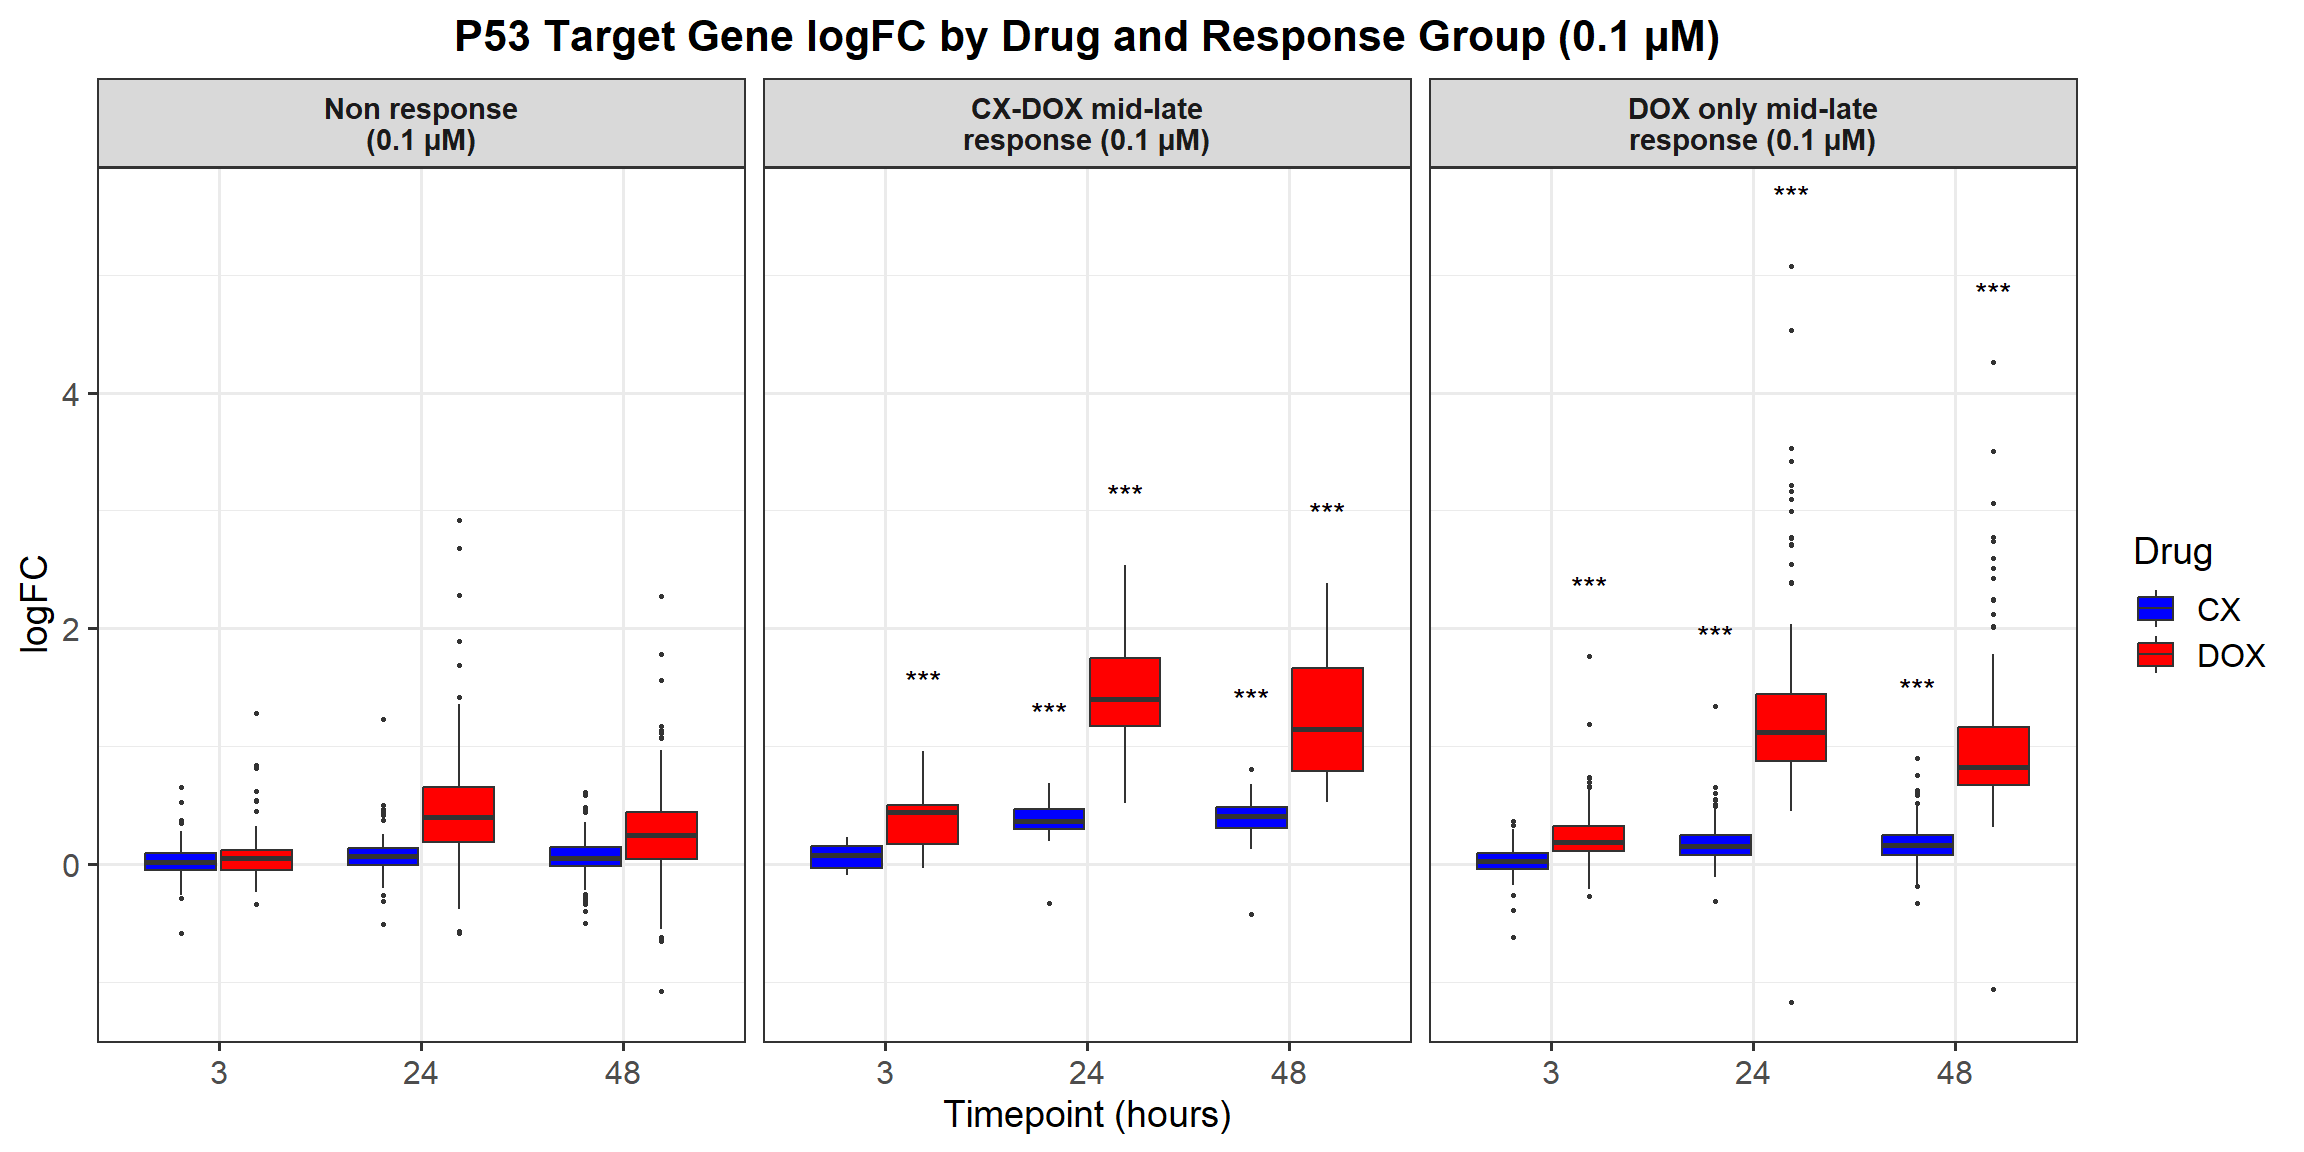 P53 Target Gene logFC by Drug and Response Group (0.1 µM)
Non response
(0.1 µM)
CX-DOX mid-late
response (0.1 µM)
DOX only mid-late
response (0.1 µM)
logFC
4
2
0
***
***
***
***
***
***
***
***
***
***
3
24
48
3
24
48
3
24
48
Timepoint (hours)
Drug
CX
DOX